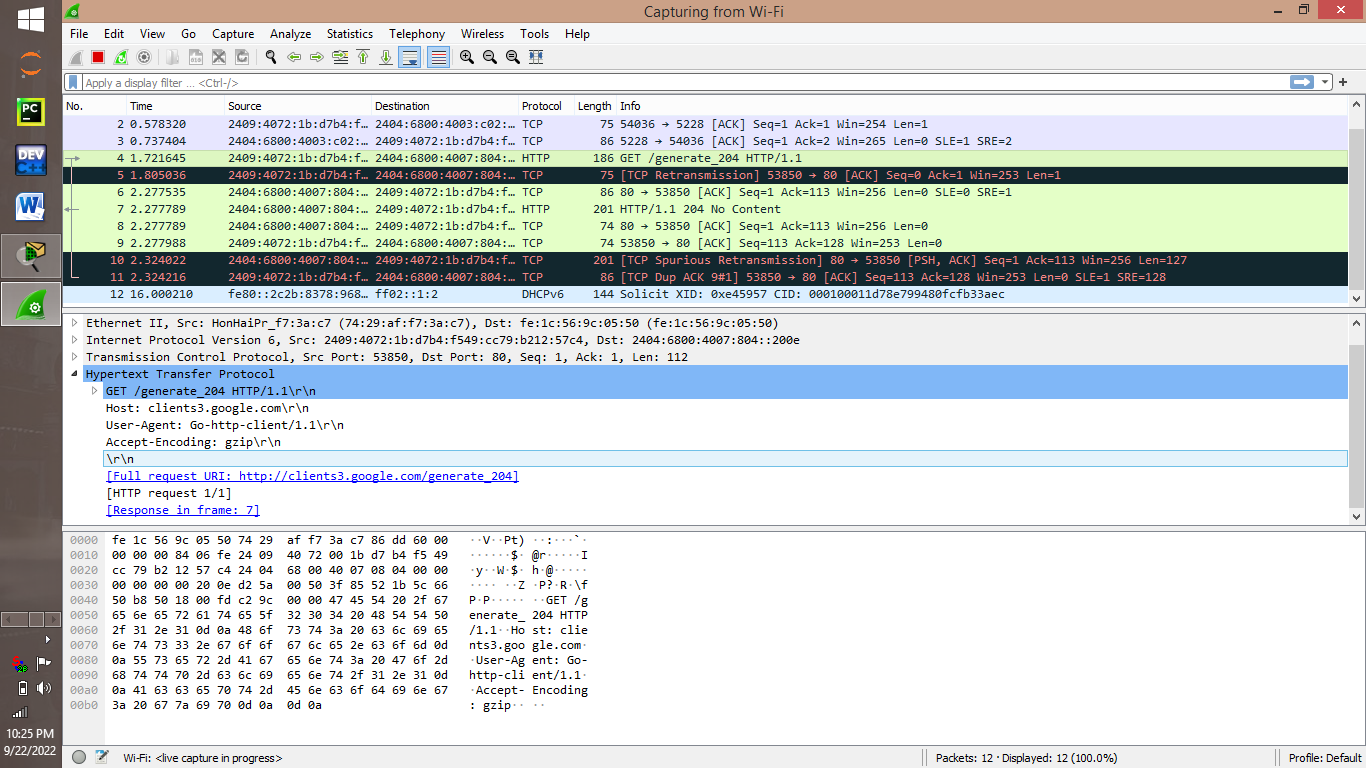 Capturing from Wi-Fi
File Edit View Go Capture Analyze Statistics Telephony Wireless Tools Help
Apply a display filter ... <Ctrl-/>
No. Time Source Destination Protocol Length Info
2 0.578320 2409:4072:1b:d7b4:f… 2404:6800:4003:c02:… TCP 75 54036 → 5228 [ACK] Seq=1 Ack=1 Win=254 Len=1
3 0.737404 2404:6800:4003:c02:… 2409:4072:1b:d7b4:f… TCP 86 5228 → 54036 [ACK] Seq=1 Ack=2 Win=265 Len=0 SLE=1 SRE=2
4 1.721645 2409:4072:1b:d7b4:f… 2404:6800:4007:804:… HTTP 186 GET /generate_204 HTTP/1.1
5 1.805036 2409:4072:1b:d7b4:f… 2404:6800:4007:804:… TCP 75 [TCP Retransmission] 53850 → 80 [ACK] Seq=0 Ack=1 Win=253 Len=1
6 2.277535 2404:6800:4007:804:… 2409:4072:1b:d7b4:f… TCP 86 80 → 53850 [ACK] Seq=1 Ack=113 Win=256 Len=0 SLE=0 SRE=1
7 2.277789 2404:6800:4007:804:… 2409:4072:1b:d7b4:f… HTTP 201 HTTP/1.1 204 No Content
8 2.277789 2404:6800:4007:804:… 2409:4072:1b:d7b4:f… TCP 74 80 → 53850 [ACK] Seq=1 Ack=113 Win=256 Len=0
9 2.277988 2409:4072:1b:d7b4:f… 2404:6800:4007:804:… TCP 74 53850 → 80 [ACK] Seq=113 Ack=128 Win=253 Len=0
10 2.324022 2404:6800:4007:804:… 2409:4072:1b:d7b4:f… TCP 201 [TCP Spurious Retransmission] 80 → 53850 [PSH, ACK] Seq=1 Ack=113 Win=256 Len=127
11 2.324216 2409:4072:1b:d7b4:f… 2404:6800:4007:804:… TCP 86 [TCP Dup ACK 9#1] 53850 → 80 [ACK] Seq=113 Ack=128 Win=253 Len=0 SLE=1 SRE=128
12 16.000210 fe80::2c2b:8378:968… ff02::1:2 DHCPv6 144 Solicit XID: 0xe45957 CID: 000100011d78e799480fcfb33aec
Ethernet II, Src: HonHaiPr_f7:3a:c7 (74:29:af:f7:3a:c7), Dst: fe:1c:56:9c:05:50 (fe:1c:56:9c:05:50)
Internet Protocol Version 6, Src: 2409:4072:1b:d7b4:f549:cc79:b212:57c4, Dst: 2404:6800:4007:804::200e
Transmission Control Protocol, Src Port: 53850, Dst Port: 80, Seq: 1, Ack: 1, Len: 112
Hypertext Transfer Protocol
GET /generate_204 HTTP/1.1\r\n
Host: clients3.google.com\r\n
User-Agent: Go-http-client/1.1\r\n
Accept-Encoding: gzip\r\n
\r\n
[Full request URI: http://clients3.google.com/generate_204]
[HTTP request 1/1]
[Response in frame: 7]
0000 fe 1c 56 9c 05 50 74 29 af f7 3a c7 86 dd 60 00 ··V··Pt) ··:···`·
0010 00 00 00 84 06 fe 24 09 40 72 00 1b d7 b4 f5 49 ······$· @r·····I
0020 cc 79 b2 12 57 c4 24 04 68 00 40 07 08 04 00 00 ·y··W·$· h·@·····
0030 00 00 00 00 20 0e d2 5a 00 50 3f 85 52 1b 5c 66 ···· ··Z ·P?·R·\f
0040 50 b8 50 18 00 fd c2 9c 00 00 47 45 54 20 2f 67 P·P····· ··GET /g
0050 65 6e 65 72 61 74 65 5f 32 30 34 20 48 54 54 50 enerate_ 204 HTTP
0060 2f 31 2e 31 0d 0a 48 6f 73 74 3a 20 63 6c 69 65 /1.1··Ho st: clie
0070 6e 74 73 33 2e 67 6f 6f 67 6c 65 2e 63 6f 6d 0d nts3.goo gle.com·
0080 0a 55 73 65 72 2d 41 67 65 6e 74 3a 20 47 6f 2d ·User-Ag ent: Go-
0090 68 74 74 70 2d 63 6c 69 65 6e 74 2f 31 2e 31 0d http-cli ent/1.1·
00a0 0a 41 63 63 65 70 74 2d 45 6e 63 6f 64 69 6e 67 ·Accept- Encoding
00b0 3a 20 67 7a 69 70 0d 0a 0d 0a : gzip·· ··
Wi-Fi: <live capture in progress> Packets: 12 · Displayed: 12 (100.0%) Profile: Default
PC
DEV
C++
W
10:25 PM
9/22/2022